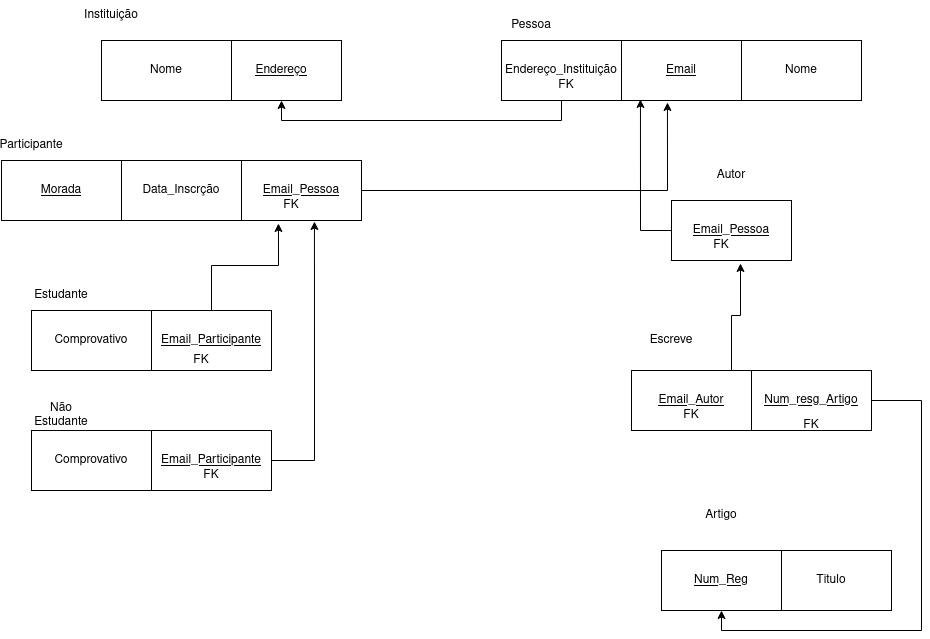 Instituição
Pessoa
Nome
Endereço
Endereço_Instituição
FK
Email
Nome
Participante
Morada
Data_Inscrção
Email_Pessoa
FK
Autor
Email_Pessoa
FK
Estudante
Comprovativo
Email_Participante
FK
Escreve
Email_Autor
FK
Num_resg_Artigo
FK
Não
Estudante
Comprovativo
Email_Participante
FK
Artigo
Num_Reg
Titulo